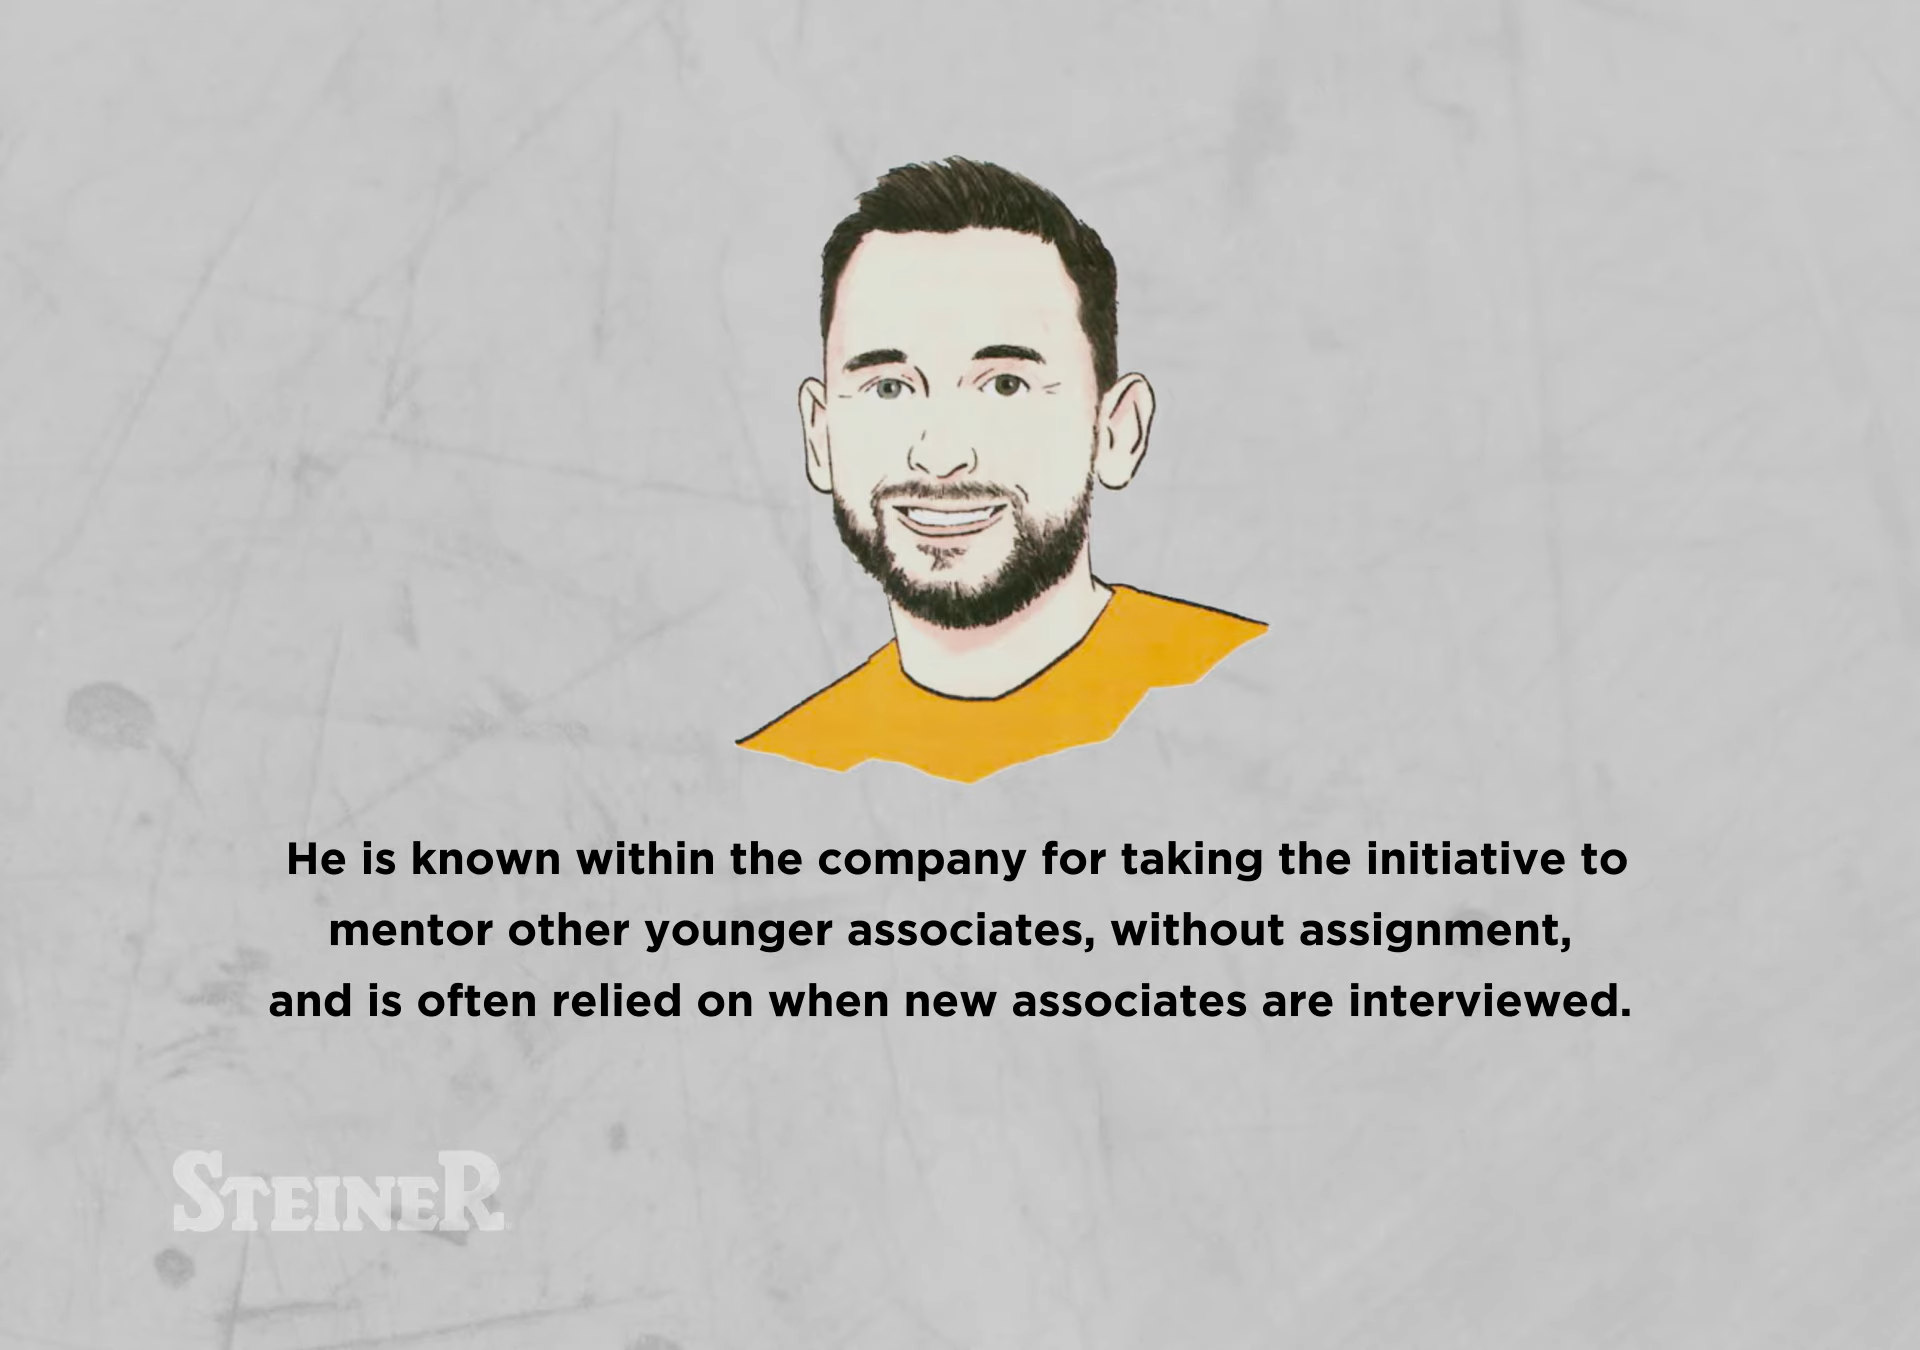 He is known within the company for taking the initiative to
mentor other younger associates, without assignment,
and is often relied on when new associates are interviewed.
STEINER